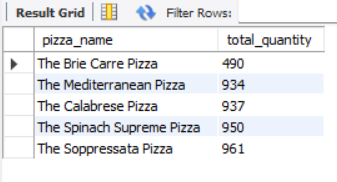 Result Grid Filter Rows:
pizza_name total_quantity
The Brie Carre Pizza 490
The Mediterranean Pizza 934
The Calabrese Pizza 937
The Spinach Supreme Pizza 950
The Soppressata Pizza 961